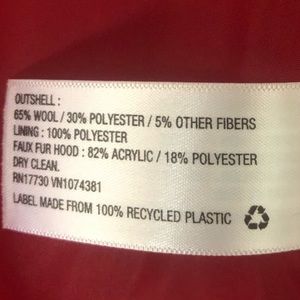 OUTSHELL :
65% WOOL / 30% POLYESTER / 5% OTHER FIBERS
LINING : 100% POLYESTER
FAUX FUR HOOD : 82% ACRYLIC / 18% POLYESTER
DRY CLEAN.
RN17730 VN1074381
LABEL MADE FROM 100% RECYCLED PLASTIC